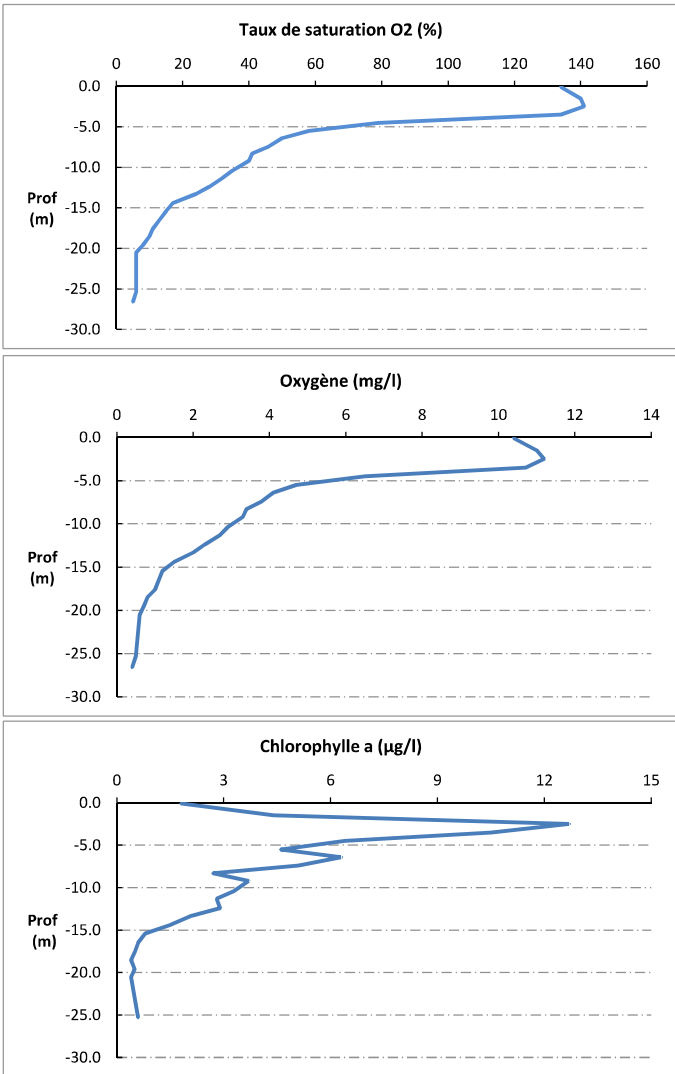 Taux de saturation O2 (%)
0 20 40 60 80 100 120 140 160
0.0
-5.0
-10.0
Prof
(m)
-15.0
-20.0
-25.0
-30.0
Oxygène (mg/l)
0 2 4 6 8 10 12 14
0.0
-5.0
-10.0
Prof
(m)
-15.0
-20.0
-25.0
-30.0
Chlorophylle a (µg/l)
0 3 6 9 12 15
0.0
-5.0
-10.0
Prof
(m)
-15.0
-20.0
-25.0
-30.0